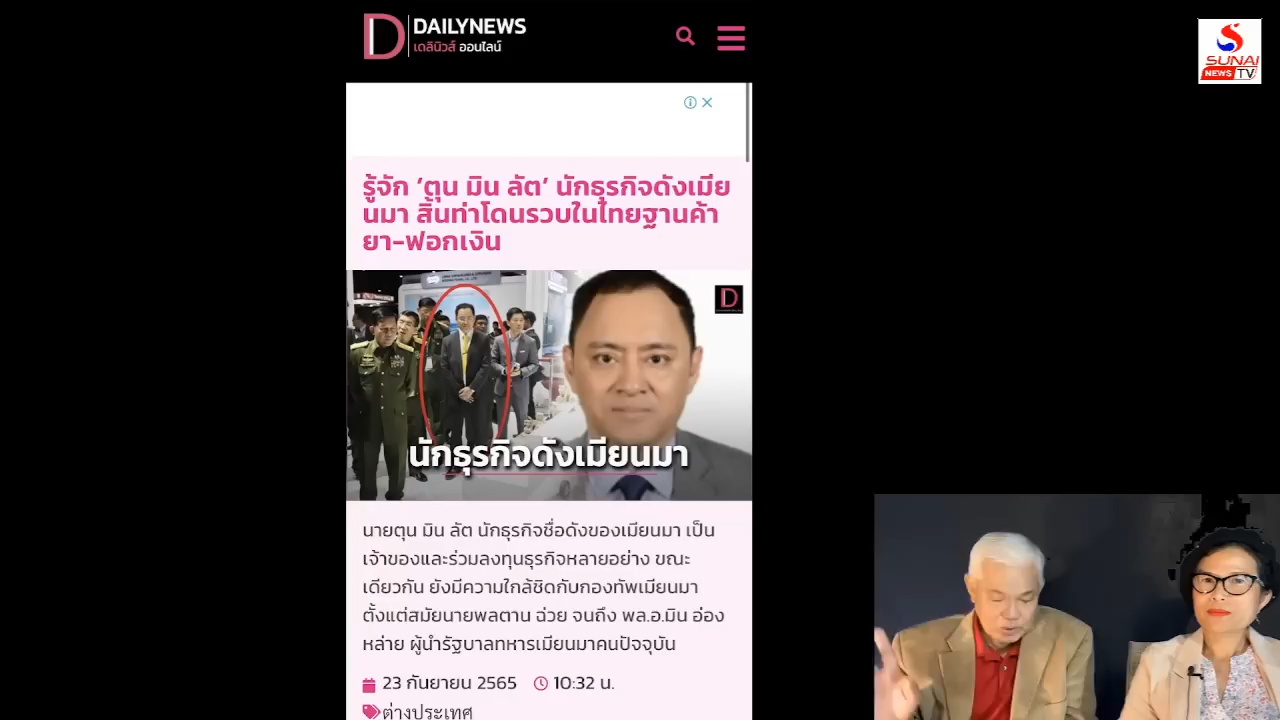 DAILYNEWS
เดลินิวส์ ออนไลน์
SUNAI
NEWS TV
รู้จัก ‘ตุน มิน ลัต’ นักธุรกิจดังเมีย
นมา สิ้นท่าโดนรวบในไทยฐานค้า
ยา-ฟอกเงิน
นักธุรกิจดังเมียนมา
นายตุน มิน ลัต นักธุรกิจชื่อดังของเมียนมา เป็น
เจ้าของและร่วมลงทุนธุรกิจหลายอย่าง ขณะ
เดียวกัน ยังมีความใกล้ชิดกับกองทัพเมียนมา
ตั้งแต่สมัยนายพลตาน ฉ่วย จนถึง พล.อ.มิน อ่อง
หล่าย ผู้นำรัฐบาลทหารเมียนมาคนปัจจุบัน
23 กันยายน 2565 10:32 น.
ต่างประเทศ